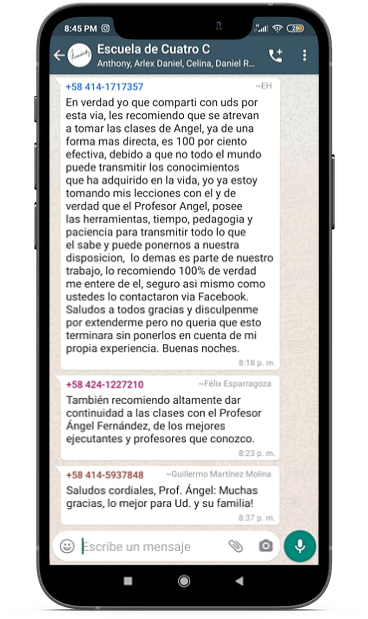 8:45 PM
Escuela de Cuatro C
Anthony, Arlex Daniel, Celina, Daniel R...
+58 414-1717357
~EH
En verdad yo que comparti con uds por
esta via, les recomiendo que se atrevan
a tomar las clases de Angel, ya de una
forma mas directa, es 100 por ciento
efectiva, debido a que no todo el mundo
puede transmitir los conocimientos
que ha adquirido en la vida, yo ya estoy
tomando mis lecciones con el y de
verdad que el Profesor Angel, posee
las herramientas, tiempo, pedagogia y
paciencia para transmitir todo lo que
el sabe y puede ponernos a nuestra
disposicion, lo demas es parte de nuestro
trabajo, lo recomiendo 100% de verdad
me entere de el, seguro asi mismo como
ustedes lo contactaron via Facebook.
Saludos a todos gracias y disculpenme
por extenderme pero no queria que esto
terminara sin ponerlos en cuenta de mi
propia experiencia. Buenas noches.
8:18 p. m.
+58 424-1227210
~Félix Esparragoza
También recomiendo altamente dar
continuidad a las clases con el Profesor
Ángel Fernández, de los mejores
ejecutantes y profesores que conozco.
8:23 p. m.
+58 414-5937848
~Guillermo Martínez Molina
Saludos cordiales, Prof. Ángel: Muchas
gracias, lo mejor para Ud. y su familia!
8:37 p. m.
Escribe un mensaje